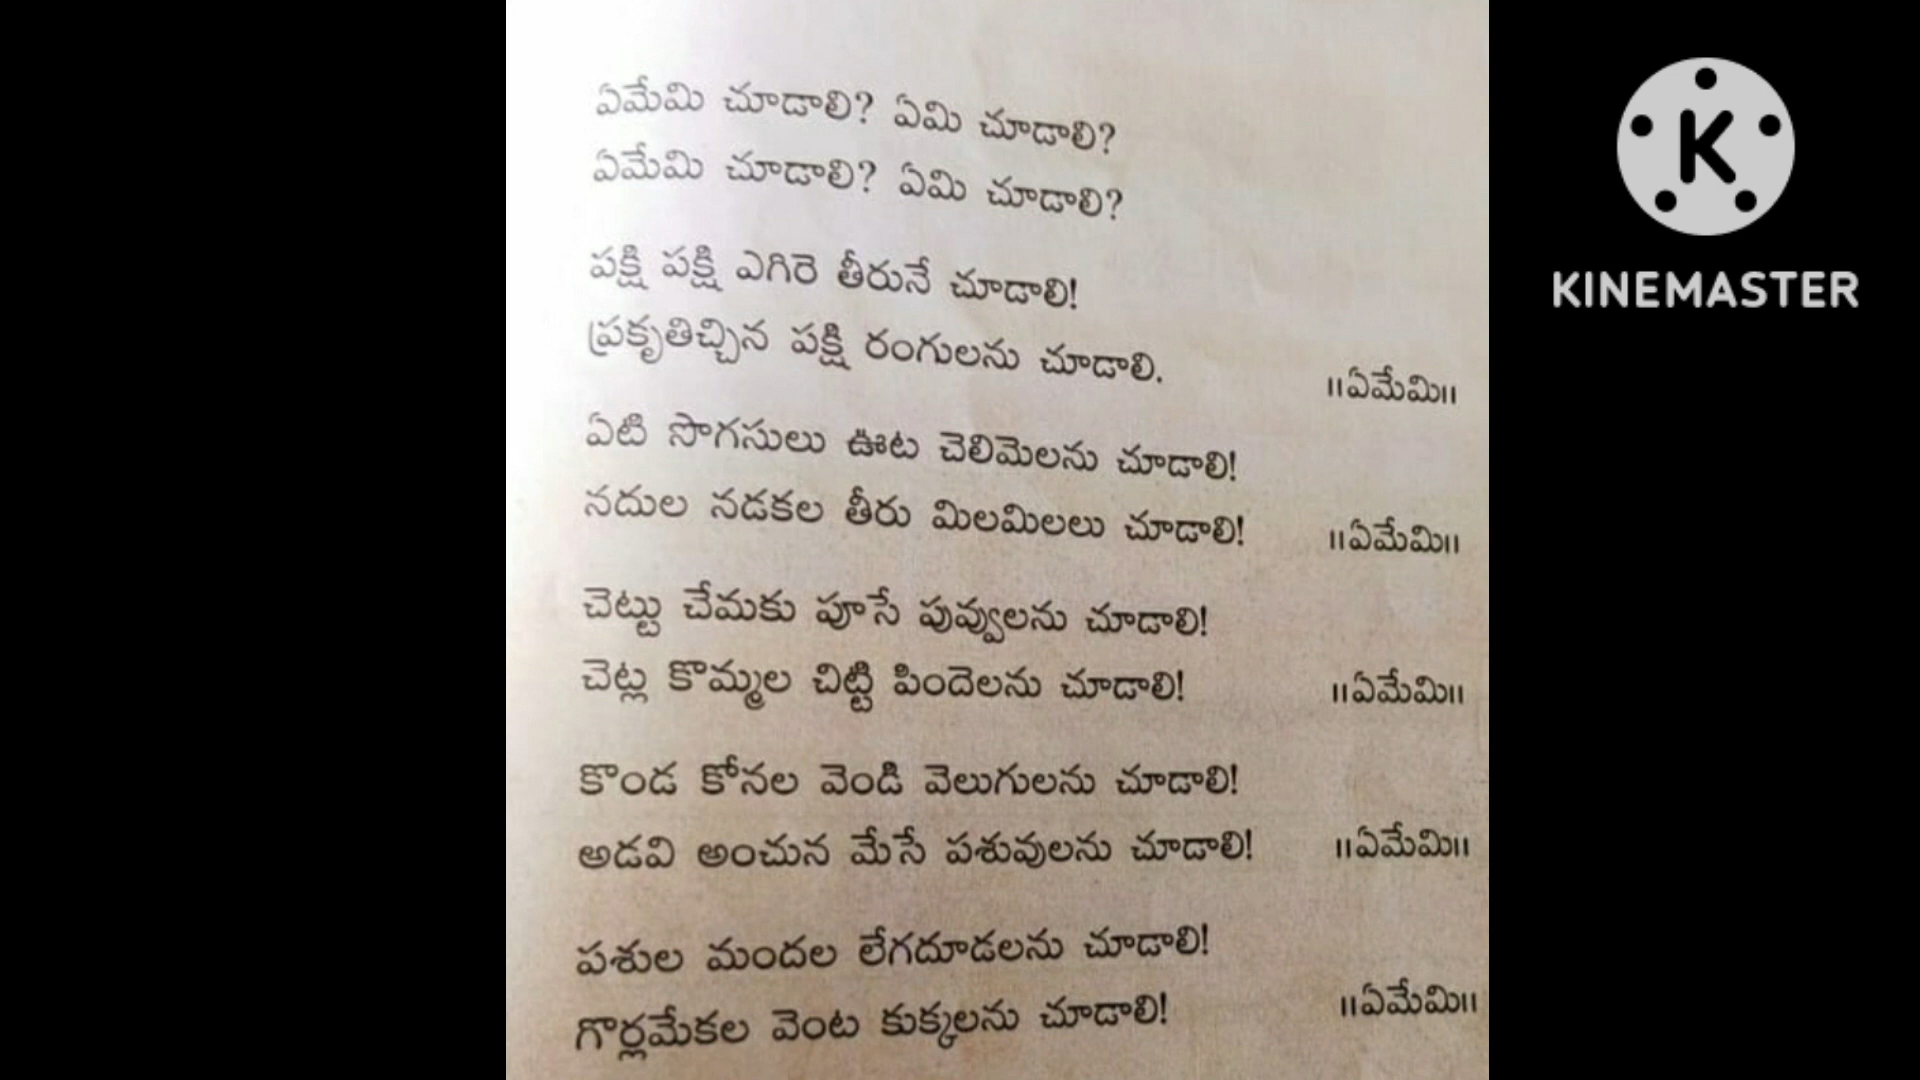 ఏమేమి చూడాలి? ఏమి చూడాలి?
ఏమేమి చూడాలి? ఏమి చూడాలి?
పక్షి పక్షి ఎగిరె తీరునే చూడాలి!
ప్రకృతిచ్చిన పక్షి రంగులను చూడాలి. ॥ఏమేమి॥
ఏటి సొగసులు ఊట చెలిమెలను చూడాలి!
నదుల నడకల తీరు మిలమిలలు చూడాలి! ॥ఏమేమి॥
చెట్టు చేమకు పూసే పువ్వులను చూడాలి!
చెట్ల కొమ్మల చిట్టి పిందెలను చూడాలి! ॥ఏమేమి॥
కొండ కోనల వెండి వెలుగులను చూడాలి!
అడవి అంచున మేసే పశువులను చూడాలి! ॥ఏమేమి॥
పశుల మందల లేగదూడలను చూడాలి!
గొర్లమేకల వెంట కుక్కలను చూడాలి! ॥ఏమేమి॥
K
KINEMASTER